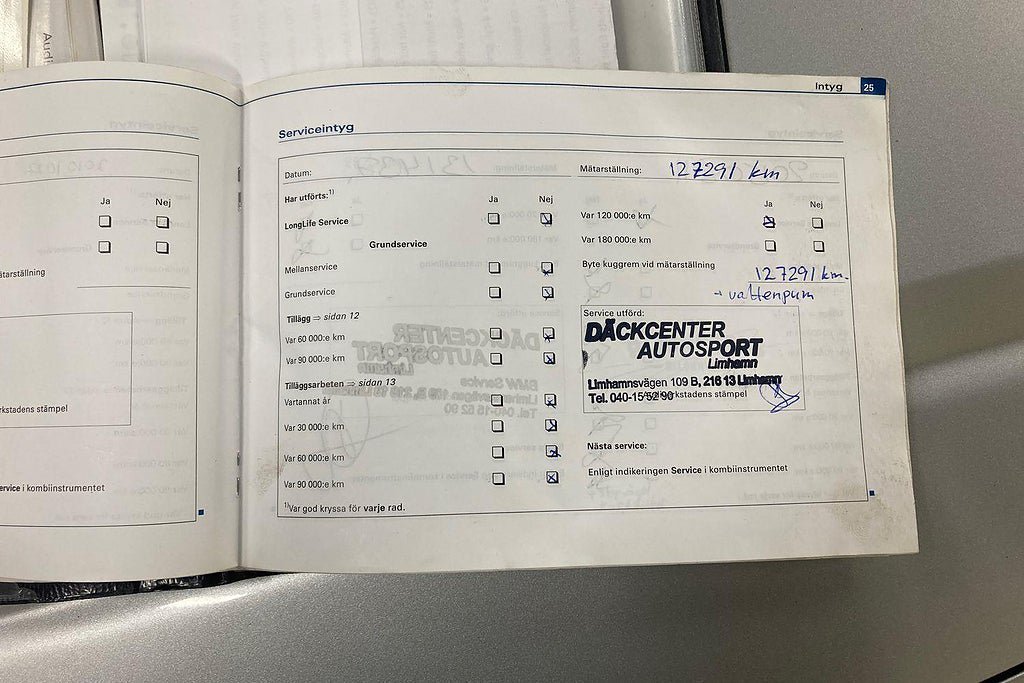 Audi
Intyg 25
Ja Nej
ätarställning
rkstadens stämpel
ervice i kombiinstrumentet
Serviceintyg
Datum:
Mätarställning: 127291 km
Har utförts:1)
Ja Nej
LongLife Service
Grundservice
Mellanservice
Grundservice
Tillägg ⇒ sidan 12
Var 60 000:e km
Var 90 000:e km
Tilläggsarbeten ⇒ sidan 13
Vartannat år
Var 30 000:e km
Var 60 000:e km
Var 90 000:e km
1)Var god kryssa för varje rad.
Ja Nej
Var 120 000:e km
Var 180 000:e km
Byte kuggrem vid mätarställning
127291 km.
+ vattenpum
Service utförd:
DÄCKCENTER
AUTOSPORT
Limhamn
Limhamnsvägen 109 B, 216 13 Limhamn
Tel. 040-15 52 90
rkstadens stämpel
Nästa service:
Enligt indikeringen Service i kombiinstrumentet